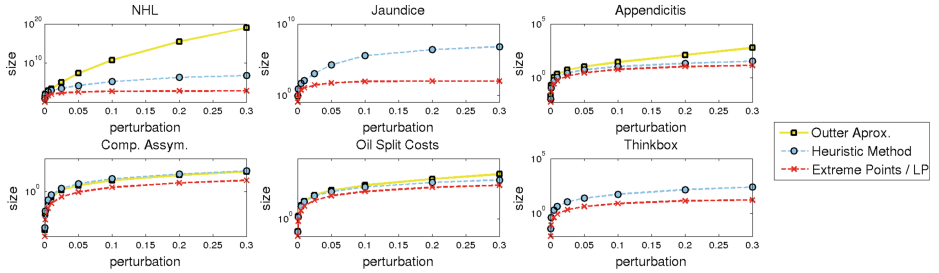 NHL
10^20
10^10
size
0 0.05 0.1 0.15 0.2 0.25 0.3
perturbation
Jaundice
10^10
10^0
size
0 0.05 0.1 0.15 0.2 0.25 0.3
perturbation
Appendicitis
10^5
10^0
size
0 0.05 0.1 0.15 0.2 0.25 0.3
perturbation
Comp. Assym.
10^0
size
0 0.05 0.1 0.15 0.2 0.25 0.3
perturbation
Oil Split Costs
10^0
size
0 0.05 0.1 0.15 0.2 0.25 0.3
perturbation
Thinkbox
10^5
10^0
size
0 0.05 0.1 0.15 0.2 0.25 0.3
perturbation
Outter Aprox.
Heuristic Method
Extreme Points / LP